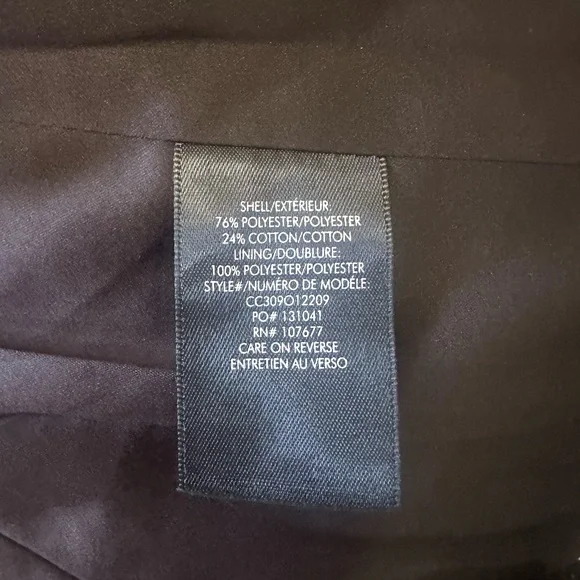 SHELL/EXTÉRIEUR:
76% POLYESTER/POLYESTER
24% COTTON/COTTON
LINING/DOUBLURE:
100% POLYESTER/POLYESTER
STYLE#/NUMÉRO DE MODÉLE:
CC309O12209
PO# 131041
RN# 107677
CARE ON REVERSE
ENTRETIEN AU VERSO